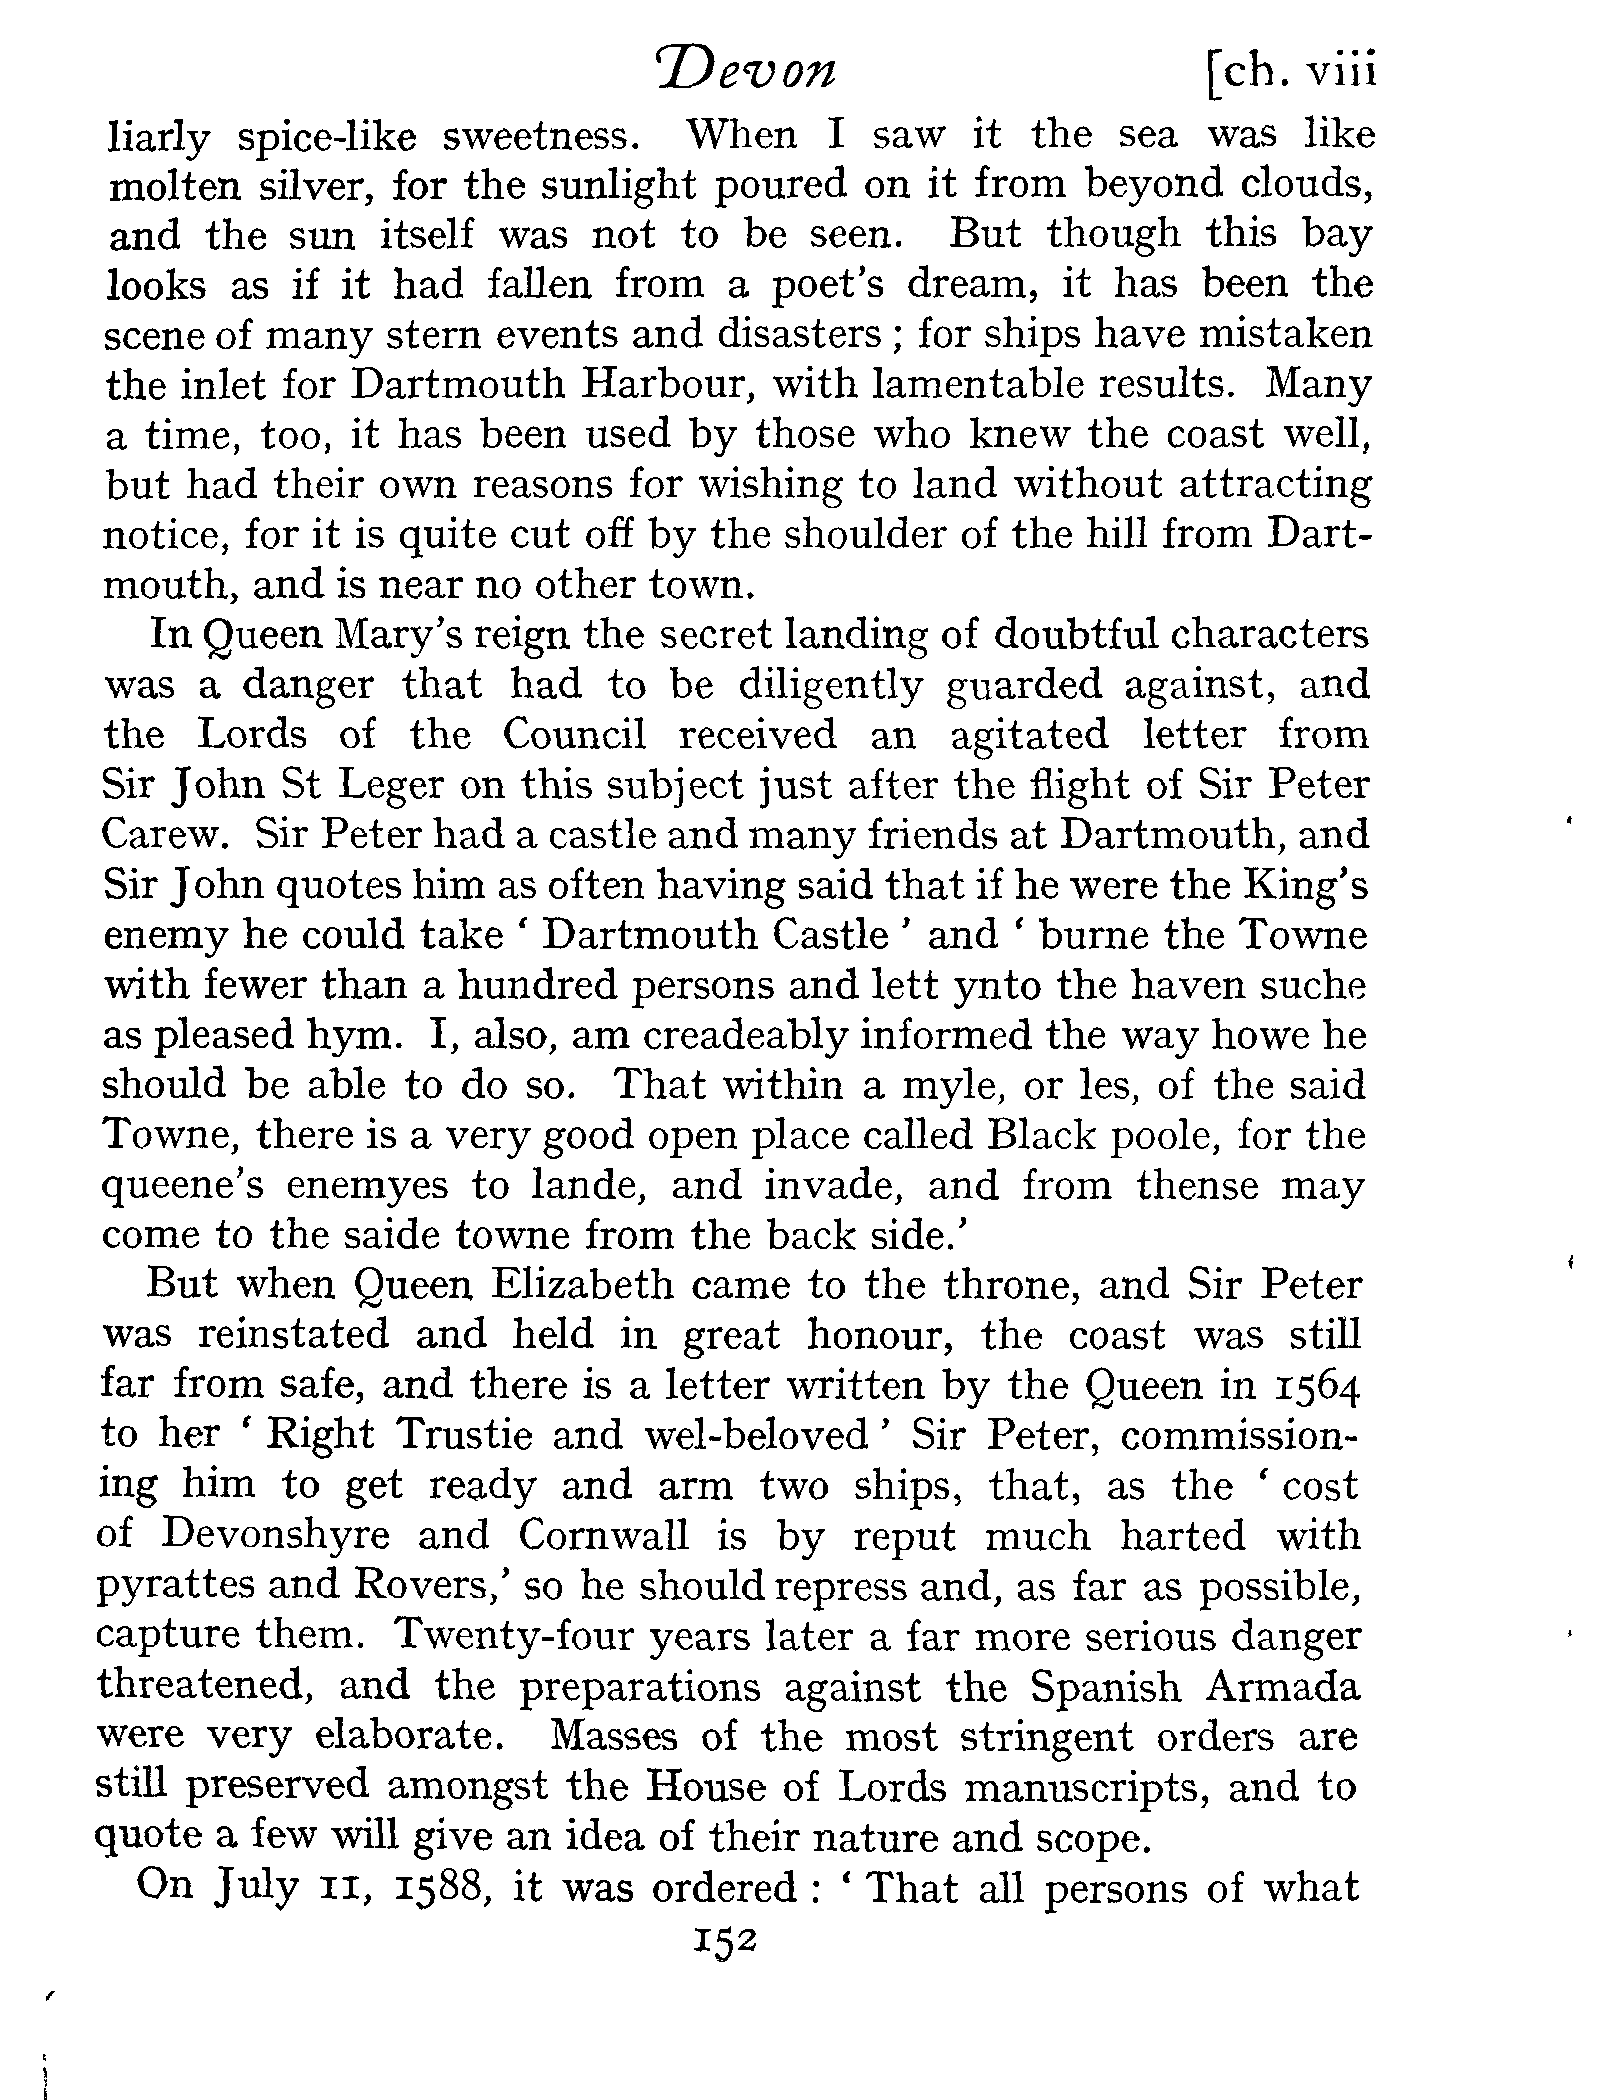 Devon [ch. viii
liarly spice-like sweetness. When I saw it the sea was like
molten silver, for the sunlight poured on it from beyond clouds,
and the sun itself was not to be seen. But though this bay
looks as if it had fallen from a poet's dream, it has been the
scene of many stern events and disasters ; for ships have mistaken
the inlet for Dartmouth Harbour, with lamentable results. Many
a time, too, it has been used by those who knew the coast well,
but had their own reasons for wishing to land without attracting
notice, for it is quite cut off by the shoulder of the hill from Dart-
mouth, and is near no other town.
In Queen Mary's reign the secret landing of doubtful characters
was a danger that had to be diligently guarded against, and
the Lords of the Council received an agitated letter from
Sir John St Leger on this subject just after the flight of Sir Peter
Carew. Sir Peter had a castle and many friends at Dartmouth, and
Sir John quotes him as often having said that if he were the King's
enemy he could take ‘ Dartmouth Castle ’ and ‘ burne the Towne
with fewer than a hundred persons and lett ynto the haven suche
as pleased hym. I, also, am creadeably informed the way howe he
should be able to do so. That within a myle, or les, of the said
Towne, there is a very good open place called Black poole, for the
queene's enemyes to lande, and invade, and from thense may
come to the saide towne from the back side.’
But when Queen Elizabeth came to the throne, and Sir Peter
was reinstated and held in great honour, the coast was still
far from safe, and there is a letter written by the Queen in 1564
to her ‘ Right Trustie and wel-beloved ’ Sir Peter, commission-
ing him to get ready and arm two ships, that, as the ‘ cost
of Devonshyre and Cornwall is by reput much harted with
pyrattes and Rovers,’ so he should repress and, as far as possible,
capture them. Twenty-four years later a far more serious danger
threatened, and the preparations against the Spanish Armada
were very elaborate. Masses of the most stringent orders are
still preserved amongst the House of Lords manuscripts, and to
quote a few will give an idea of their nature and scope.
On July 11, 1588, it was ordered : ‘ That all persons of what
152